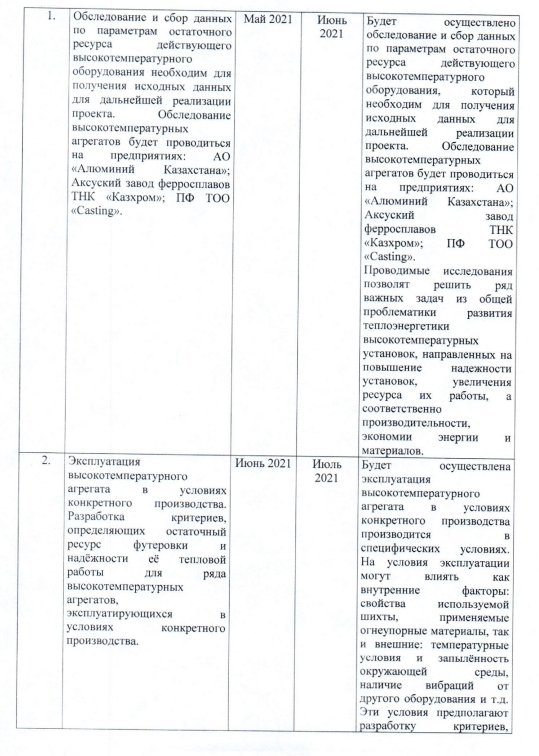 1.
Обследование и сбор данных
по параметрам остаточного
ресурса действующего
высокотемпературного
оборудования необходим для
получения исходных данных
для дальнейшей реализации
проекта. Обследование
высокотемпературных
агрегатов будет проводиться
на предприятиях: АО
«Алюминий Казахстана»;
Аксуский завод ферросплавов
ТНК «Казхром»; ПФ ТОО
«Casting».
Май 2021
Июнь
2021
Будет осуществлено
обследование и сбор данных
по параметрам остаточного
ресурса действующего
высокотемпературного
оборудования, который
необходим для получения
исходных данных для
дальнейшей реализации
проекта. Обследование
высокотемпературных
агрегатов будет проводиться
на предприятиях: АО
«Алюминий Казахстана»;
Аксуский завод
ферросплавов ТНК
«Казхром»; ПФ ТОО
«Casting».
Проводимые исследования
позволят решить ряд
важных задач из общей
проблематики развития
теплоэнергетики
высокотемпературных
установок, направленных на
повышение надежности
установок, увеличения
ресурса их работы, а
соответственно
производительности,
экономии энергии и
материалов.
2.
Эксплуатация
высокотемпературного
агрегата в условиях
конкретного производства.
Разработка критериев,
определяющих остаточный
ресурс футеровки и
надёжности её тепловой
работы для ряда
высокотемпературных
агрегатов,
эксплуатирующихся в
условиях конкретного
производства.
Июнь 2021
Июль
2021
Будет осуществлена
эксплуатация
высокотемпературного
агрегата в условиях
конкретного производства
производится в
специфических условиях.
На условия эксплуатации
могут влиять как
внутренние факторы:
свойства используемой
шихты, применяемые
огнеупорные материалы, так
и внешние: температурные
условия и запылённость
окружающей среды,
наличие вибраций от
другого оборудования и т.д.
Эти условия предполагают
разработку критериев,